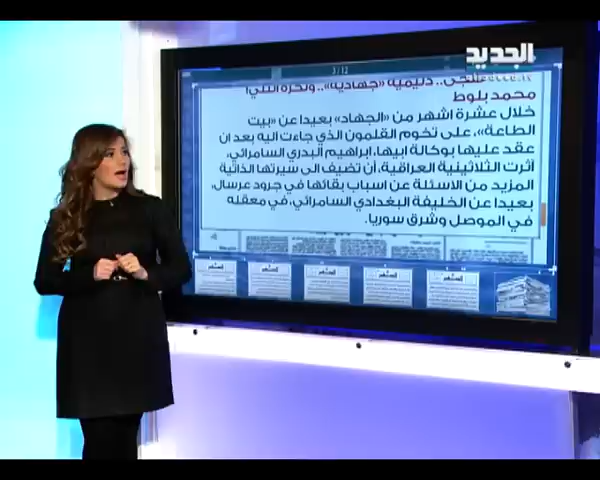 الجديد
3 / 12
محمد بلوط
خلال عشرة اشهر من «الجهاد» بعيدا عن «بيت
الطاعة»، على تخوم القلمون الذي جاءت اليه بعد ان
عقد عليها بوكالة ابيها، ابراهيم البدري السامرائي،
آثرت الثلاثينية العراقية، أن تضيف الى سيرتها الذاتية
المزيد من الأسئلة عن اسباب بقائها في جرود عرسال،
بعيدا عن الخليفة البغدادي السامرائي، في معقله
في الموصل وشرق سوريا.
السفير
السفير
السفير
السفير
السفير